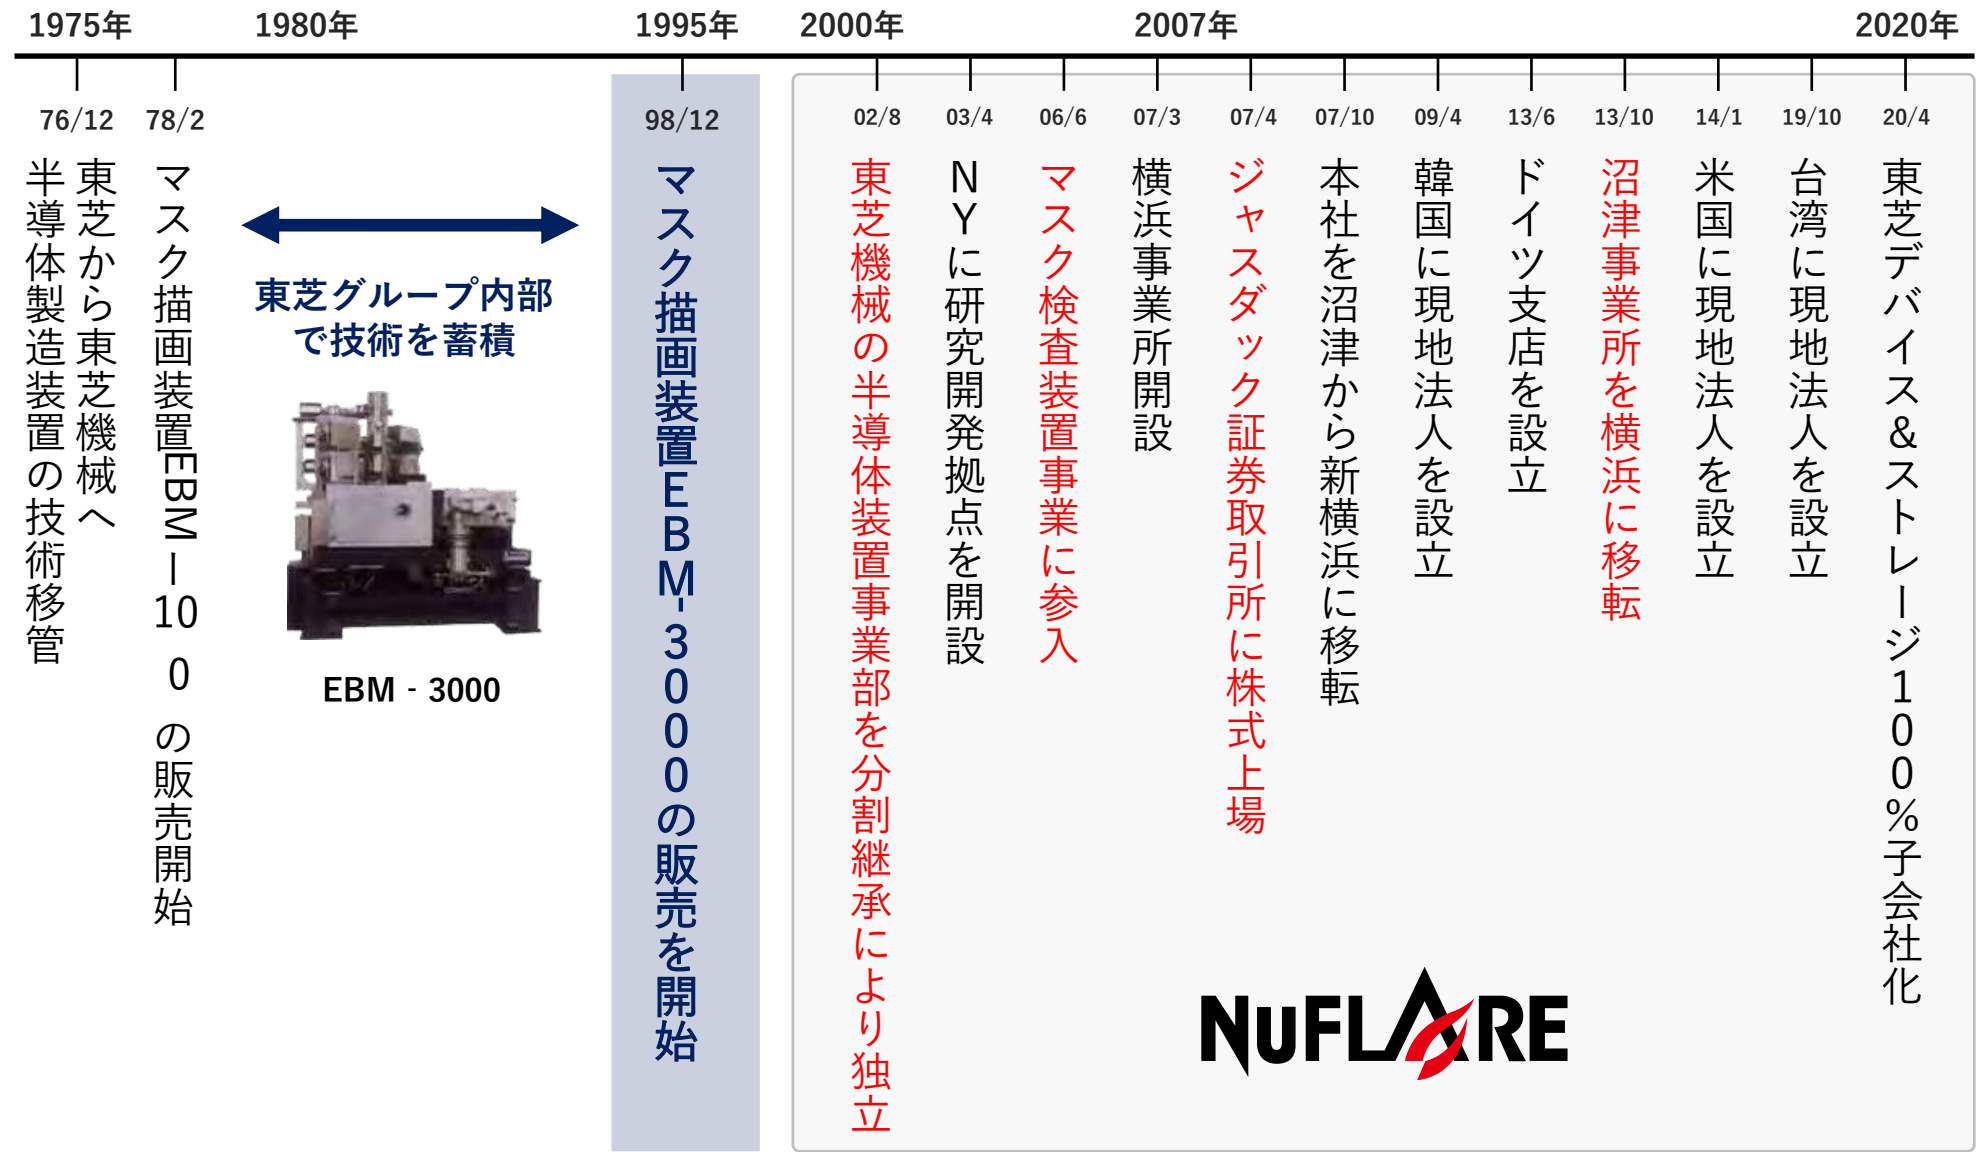 1975年
1980年
1995年
2000年
2007年
2020年
76/12
東芝から東芝機械へ
半導体製造装置の技術移管
78/2
マスク描画装置EBMー100の販売開始
東芝グループ内部
で技術を蓄積
EBM - 3000
98/12
マスク描画装置EBM-3000の販売を開始
02/8
東芝機械の半導体装置事業部を分割継承により独立
03/4
NYに研究開発拠点を開設
06/6
マスク検査装置事業に参入
07/3
横浜事業所開設
07/4
ジャスダック証券取引所に株式上場
07/10
本社を沼津から新横浜に移転
09/4
韓国に現地法人を設立
13/6
ドイツ支店を設立
13/10
沼津事業所を横浜に移転
14/1
米国に現地法人を設立
19/10
台湾に現地法人を設立
20/4
東芝デバイス&ストレージ100%子会社化
NUFLARE